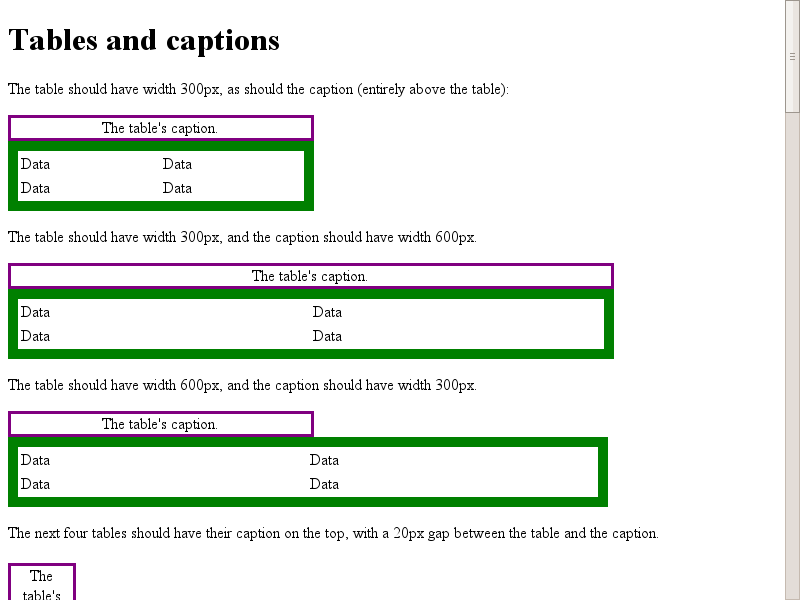 Tables and captions
The table should have width 300px, as should the caption (entirely above the table):
The table's caption.
Data Data
Data Data
The table should have width 300px, and the caption should have width 600px.
The table's caption.
Data Data
Data Data
The table should have width 600px, and the caption should have width 300px.
The table's caption.
Data Data
Data Data
The next four tables should have their caption on the top, with a 20px gap between the table and the caption.
The
table's